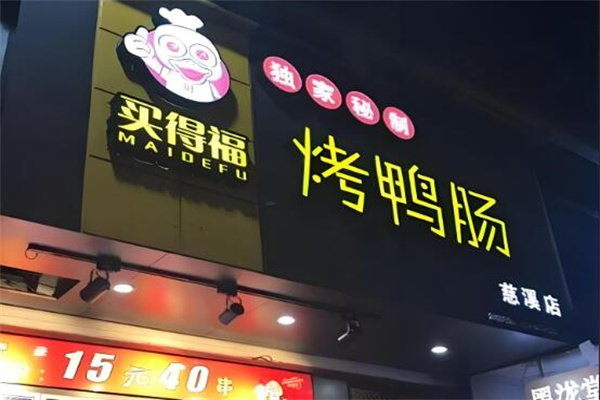 买得福
MAIDEFU
独家秘制
烤鸭肠
慈溪店
15元40串